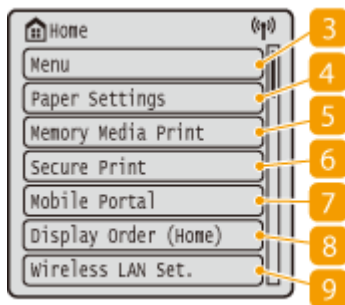 Home
3
Menu
4
Paper Settings
5
Memory Media Print
6
Secure Print
7
Mobile Portal
8
Display Order (Home)
9
Wireless LAN Set.